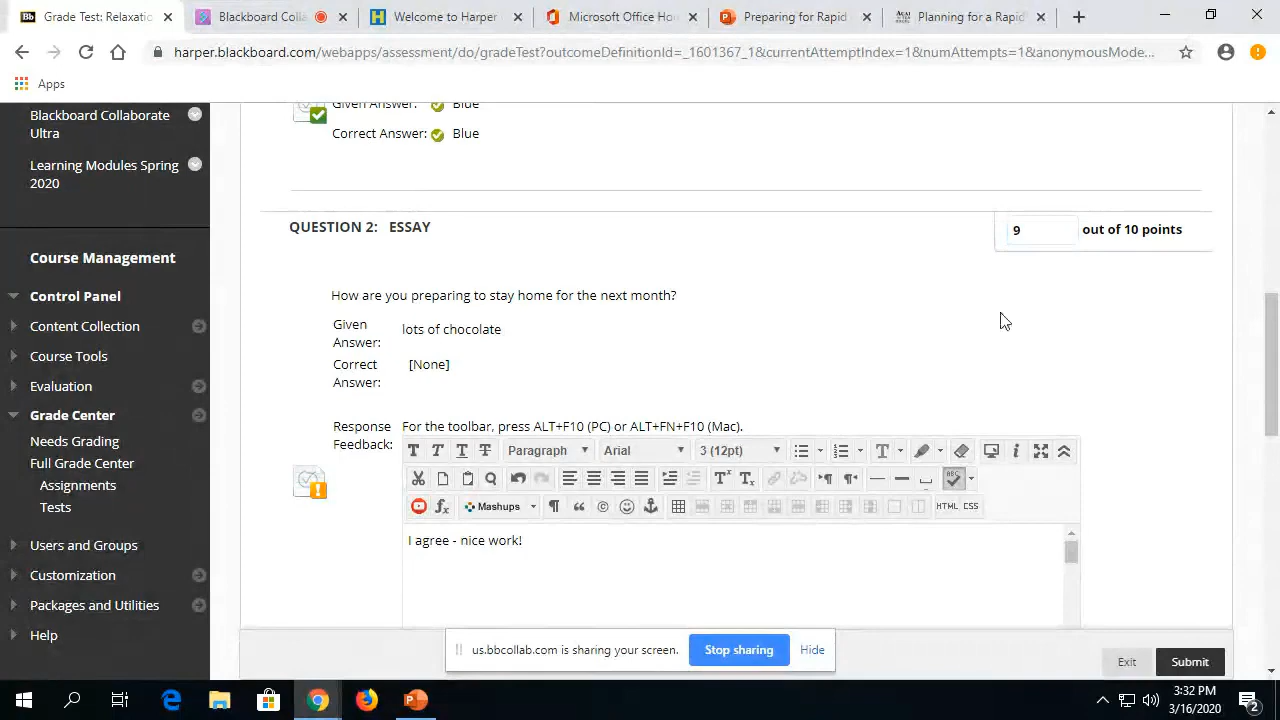 Grade Test: Relaxatic
Blackboard Colla
Welcome to Harper
Microsoft Office Ho
Preparing for Rapid
Planning for a Rapid
harper.blackboard.com/webapps/assessment/do/gradeTest?outcomeDefinitionId=_1601367_1&currentAttemptIndex=1&numAttempts=1&anonymousMode...
Apps
Blackboard Collaborate
Ultra
Learning Modules Spring
2020
Course Management
Control Panel
Content Collection
Course Tools
Evaluation
Grade Center
Needs Grading
Full Grade Center
Assignments
Tests
Users and Groups
Customization
Packages and Utilities
Help
Given Answer: Blue
Correct Answer: Blue
QUESTION 2: ESSAY
9 out of 10 points
How are you preparing to stay home for the next month?
Given
Answer:
lots of chocolate
Correct
Answer:
[None]
Response
Feedback:
For the toolbar, press ALT+F10 (PC) or ALT+FN+F10 (Mac).
T T T T Paragraph Arial 3 (12pt)
Mashups HTML CSS
I agree - nice work!
us.bbcollab.com is sharing your screen. Stop sharing Hide
Exit Submit
3:32 PM
3/16/2020
2